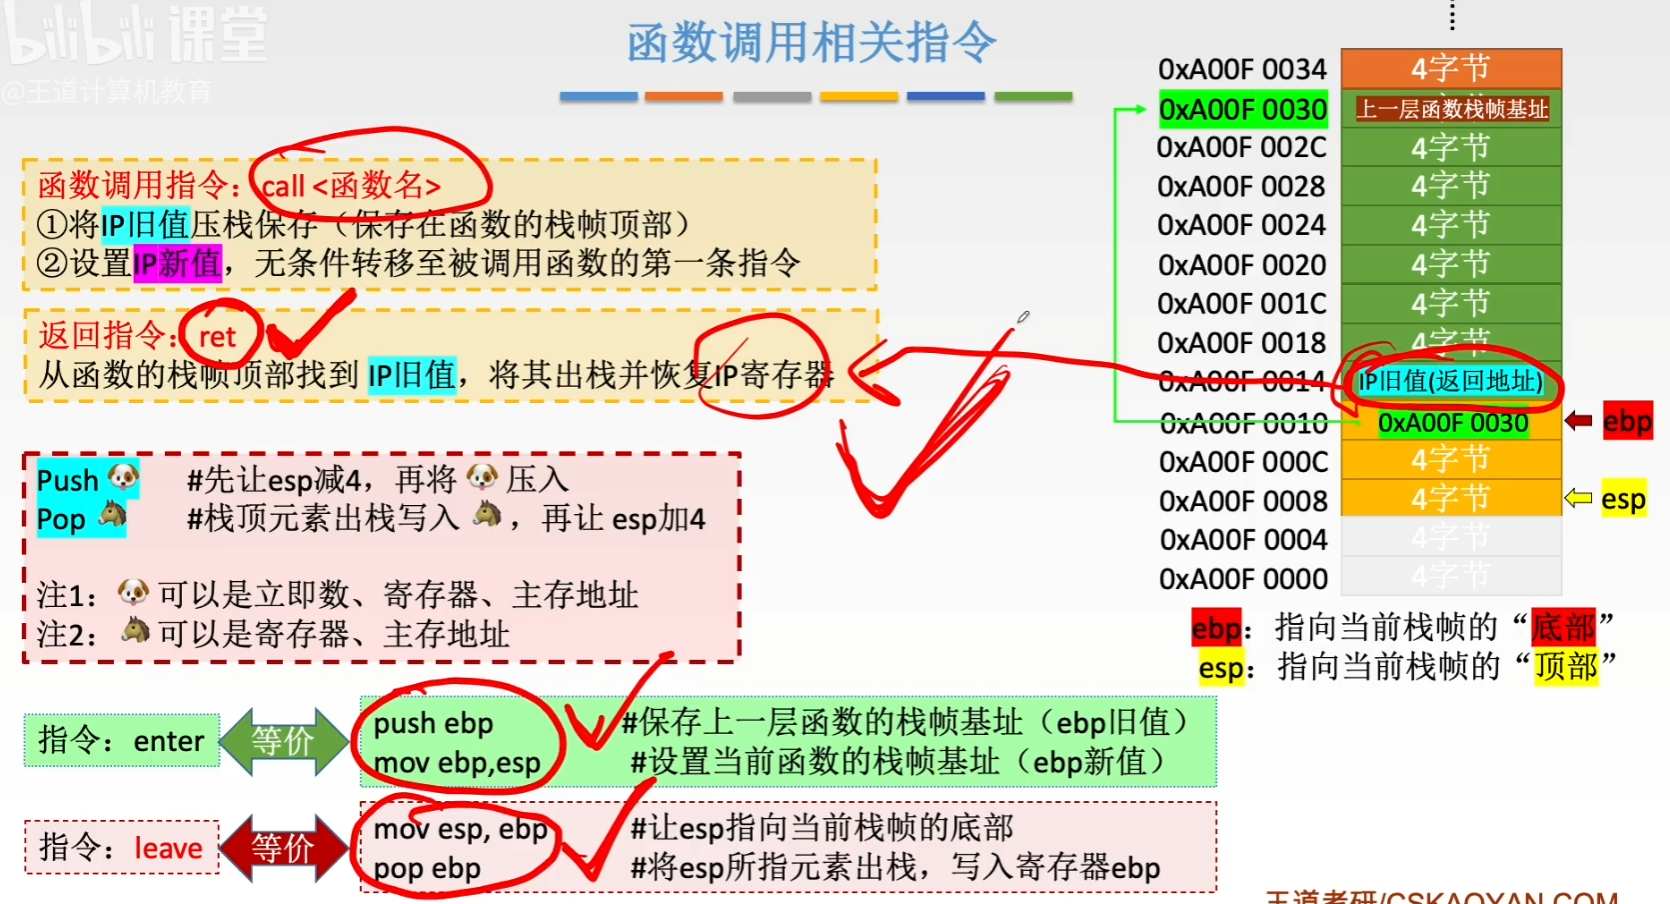 bilibili 课堂
@王道计算机教育
函数调用相关指令
函数调用指令：call <函数名>
①将IP旧值压栈保存（保存在函数的栈帧顶部）
②设置IP新值，无条件转移至被调用函数的第一条指令
返回指令：ret
从函数的栈帧顶部找到 IP旧值，将其出栈并恢复IP寄存器
Push 🐶 #先让esp减4，再将 🐶 压入
Pop 🐴 #栈顶元素出栈写入 🐴，再让 esp加4
注1：🐶 可以是立即数、寄存器、主存地址
注2：🐴 可以是寄存器、主存地址
指令：enter 等价 push ebp #保存上一层函数的栈帧基址（ebp旧值）
mov ebp,esp #设置当前函数的栈帧基址（ebp新值）
指令：leave 等价 mov esp, ebp #让esp指向当前栈帧的底部
pop ebp #将esp所指元素出栈，写入寄存器ebp
0xA00F 0034 4字节
0xA00F 0030 上一层函数栈帧基址
0xA00F 002C 4字节
0xA00F 0028 4字节
0xA00F 0024 4字节
0xA00F 0020 4字节
0xA00F 001C 4字节
0xA00F 0018 4字节
0xA00F 0014 IP旧值(返回地址)
0xA00F 0010 0xA00F 0030 ebp
0xA00F 000C 4字节
0xA00F 0008 4字节 esp
0xA00F 0004 4字节
0xA00F 0000 4字节
ebp：指向当前栈帧的“底部”
esp：指向当前栈帧的“顶部”
王道考研/CSKAOYAN.COM